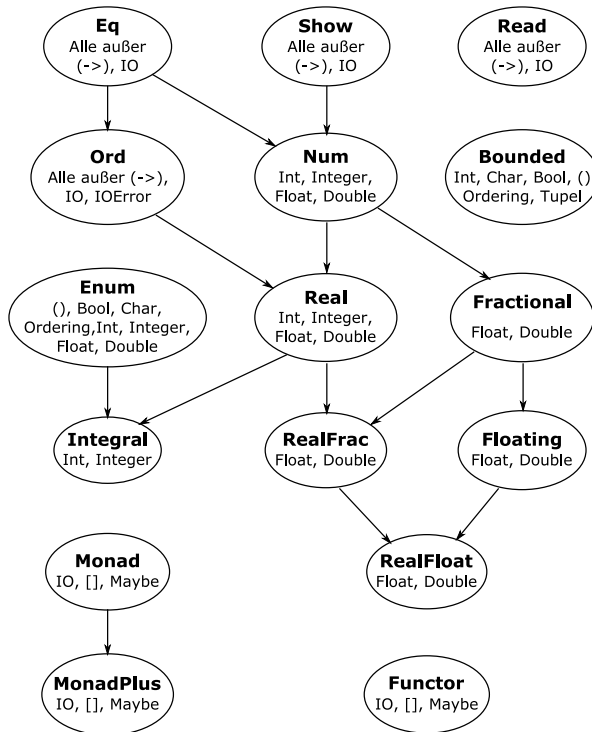 Eq
Alle außer
(->), IO
Show
Alle außer
(->), IO
Read
Alle außer
(->), IO
Ord
Alle außer (->),
IO, IOError
Num
Int, Integer,
Float, Double
Bounded
Int, Char, Bool, ()
Ordering, Tupel
Enum
(), Bool, Char,
Ordering,Int, Integer,
Float, Double
Real
Int, Integer,
Float, Double
Fractional
Float, Double
Integral
Int, Integer
RealFrac
Float, Double
Floating
Float, Double
Monad
IO, [], Maybe
RealFloat
Float, Double
MonadPlus
IO, [], Maybe
Functor
IO, [], Maybe